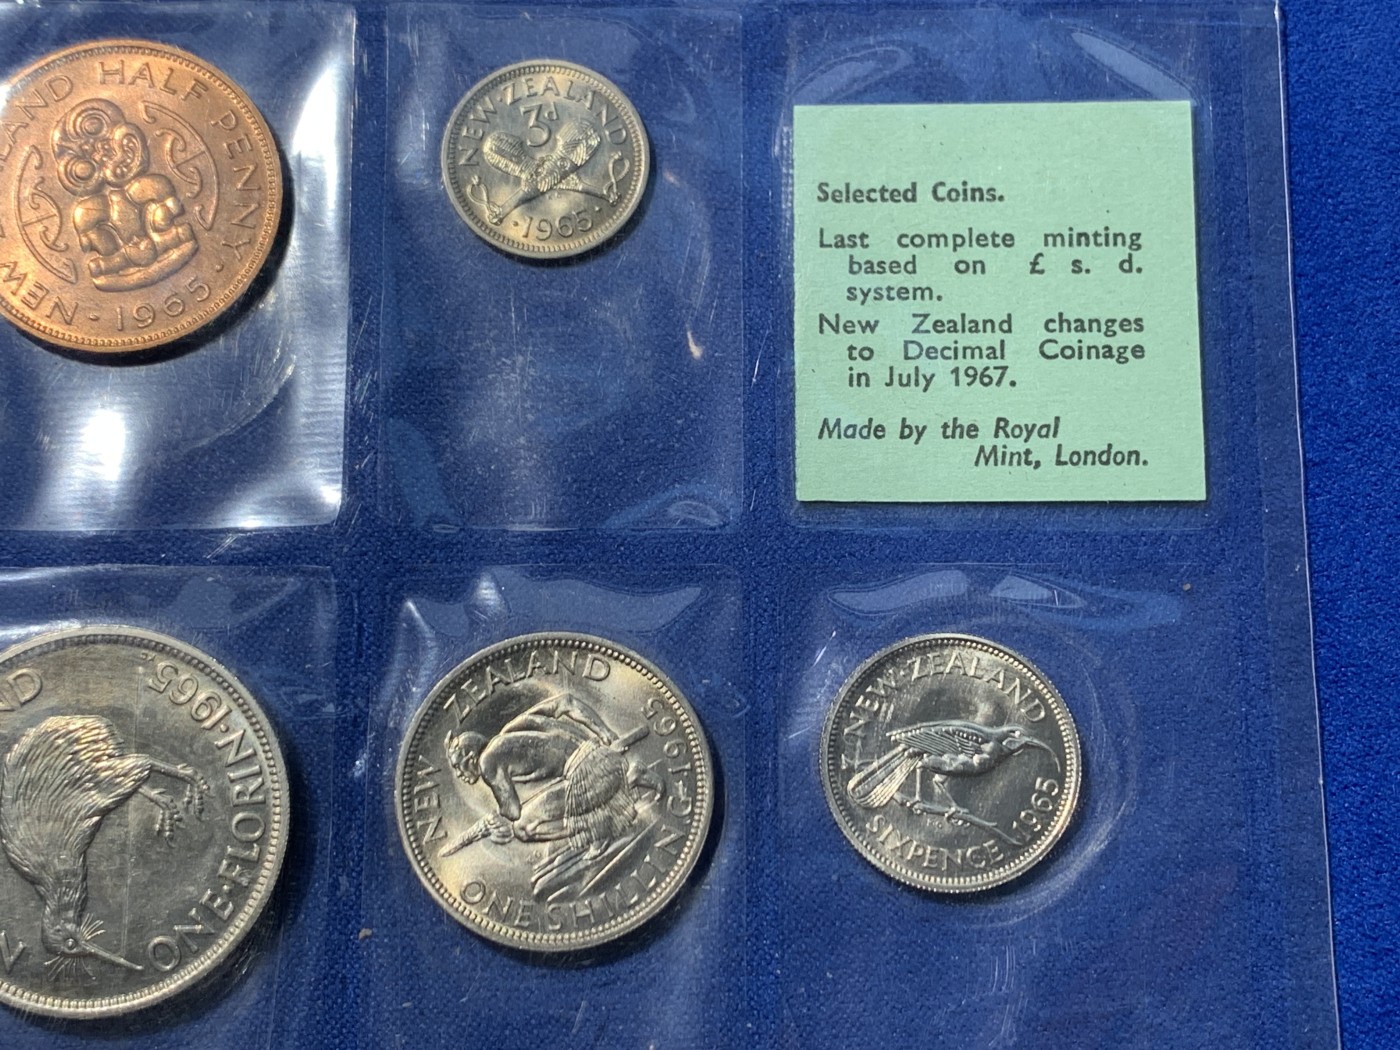 ALAND HALF PENNY
NEW · 1965 ·
NEW · ZEALAND
3d
· 1965 ·
Selected Coins.
Last complete minting
based on £ s. d.
system.
New Zealand changes
to Decimal Coinage
in July 1967.
Made by the Royal
Mint, London.
ND
1965.
ONE·FLORIN·
NEW ZEALAND
1965
ONE SHILLING·
NEW·ZEALAND
SIXPENCE 1965